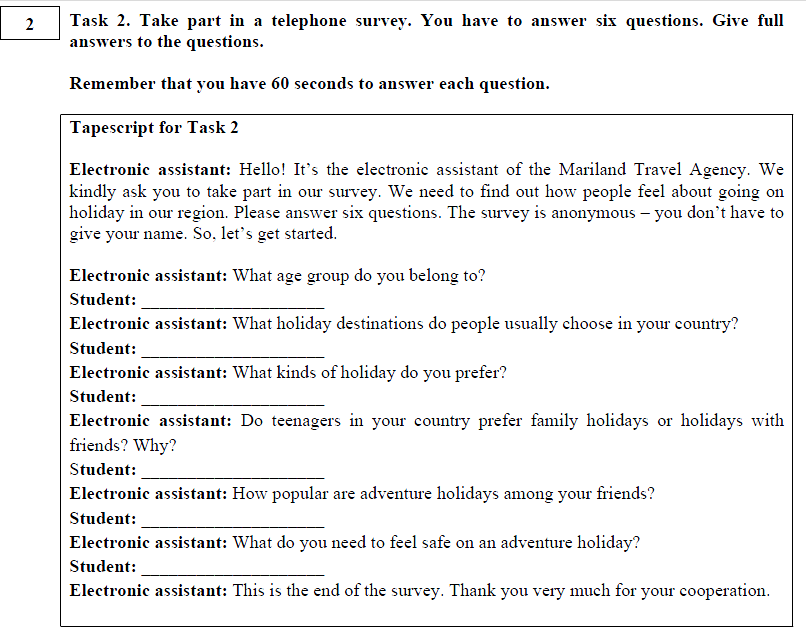 2
Task 2. Take part in a telephone survey. You have to answer six questions. Give full
answers to the questions.
Remember that you have 60 seconds to answer each question.
Tapescript for Task 2
Electronic assistant: Hello! It’s the electronic assistant of the Mariland Travel Agency. We
kindly ask you to take part in our survey. We need to find out how people feel about going on
holiday in our region. Please answer six questions. The survey is anonymous – you don’t have to
give your name. So, let’s get started.
Electronic assistant: What age group do you belong to?
Student: ____________________
Electronic assistant: What holiday destinations do people usually choose in your country?
Student: ____________________
Electronic assistant: What kinds of holiday do you prefer?
Student: ____________________
Electronic assistant: Do teenagers in your country prefer family holidays or holidays with
friends? Why?
Student: ____________________
Electronic assistant: How popular are adventure holidays among your friends?
Student: ____________________
Electronic assistant: What do you need to feel safe on an adventure holiday?
Student: ____________________
Electronic assistant: This is the end of the survey. Thank you very much for your cooperation.